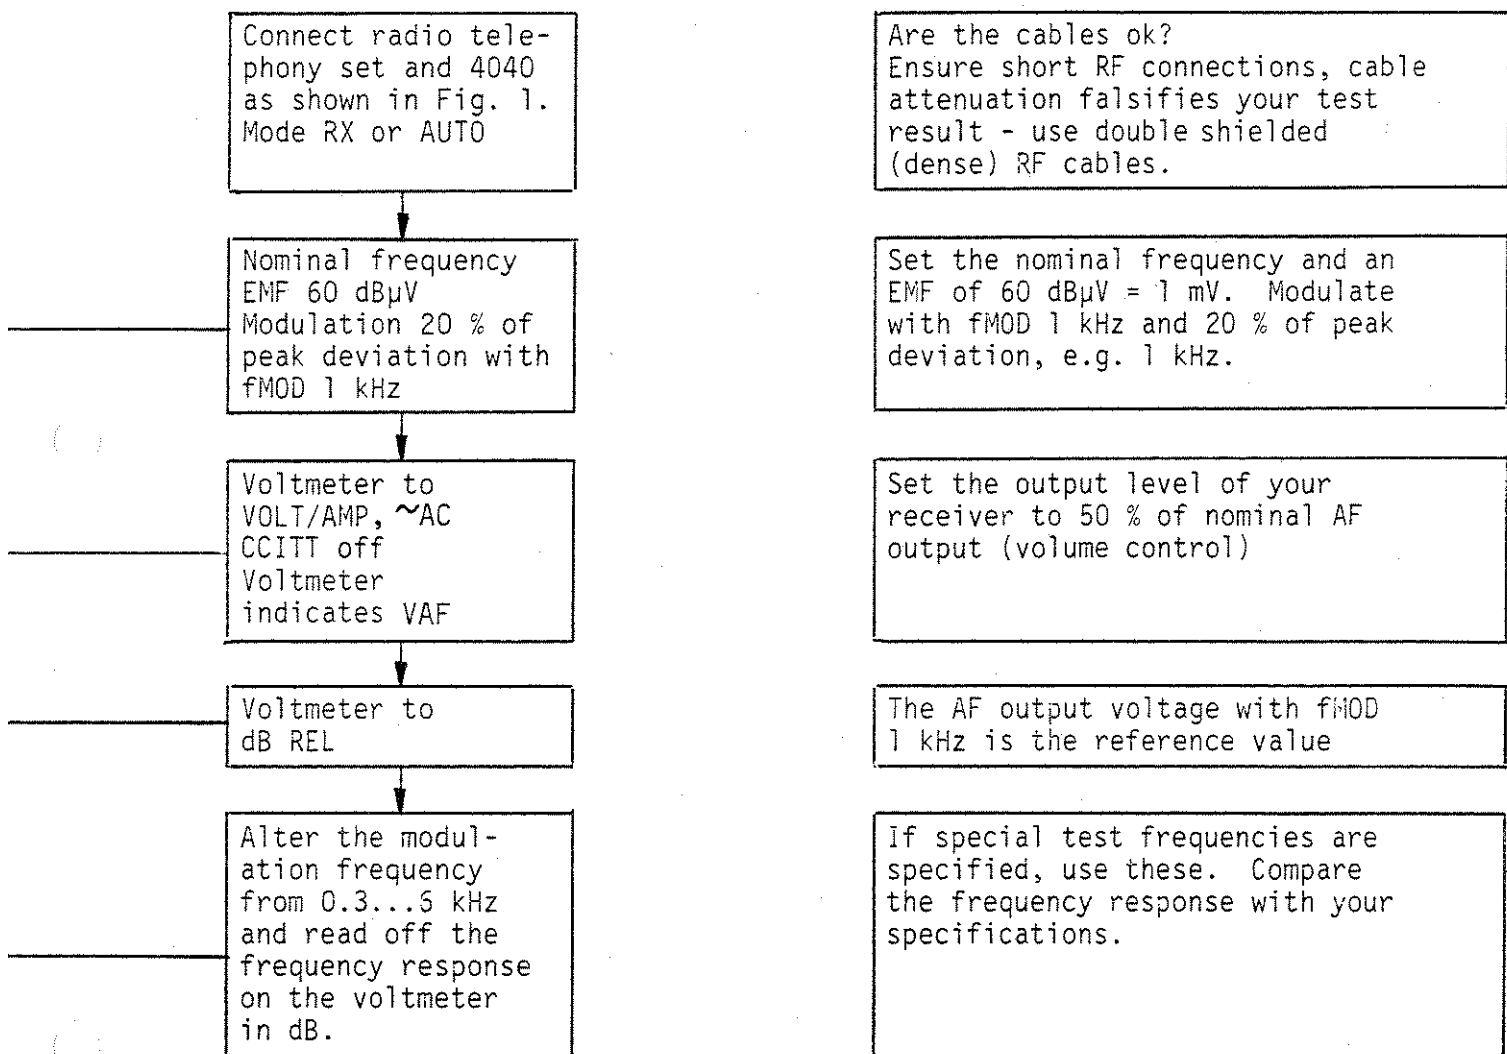 Connect radio tele-
phony set and 4040
as shown in Fig. 1.
Mode RX or AUTO
Are the cables ok?
Ensure short RF connections, cable
attenuation falsifies your test
result - use double shielded
(dense) RF cables.
Nominal frequency
EMF 60 dBµV
Modulation 20 % of
peak deviation with
fMOD 1 kHz
Set the nominal frequency and an
EMF of 60 dBµV = 1 mV. Modulate
with fMOD 1 kHz and 20 % of peak
deviation, e.g. 1 kHz.
Voltmeter to
VOLT/AMP, ~AC
CCITT off
Voltmeter
indicates VAF
Set the output level of your
receiver to 50 % of nominal AF
output (volume control)
Voltmeter to
dB REL
The AF output voltage with fMOD
1 kHz is the reference value
Alter the modul-
ation frequency
from kHz
and read off the
frequency response
on the voltmeter
in dB.
If special test frequencies are
specified, use these. Compare
the frequency response with your
specifications.